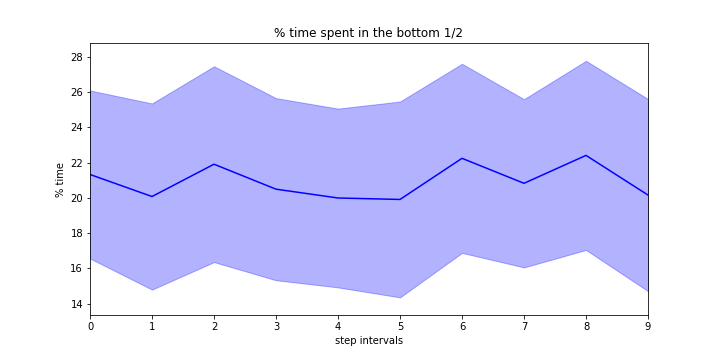 % time spent in the bottom 1/2
28
26
24
22
20
18
16
14
% time
0 1 2 3 4 5 6 7 8 9
step intervals